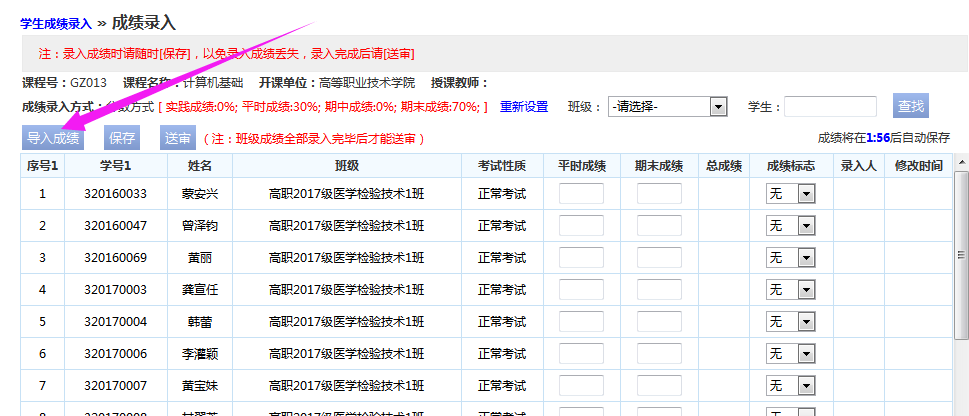 学生成绩录入 » 成绩录入
注：录入成绩时请随时[保存]，以免录入成绩丢失，录入完成后请[送审]
课程号：GZ013 课程名称：计算机基础 开课单位：高等职业技术学院 授课教师：
成绩录入方式：分数方式 [ 实践成绩:0%; 平时成绩:30%; 期中成绩:0%; 期末成绩:70%; ] 重新设置 班级： -请选择- 学生： 查找
导入成绩 保存 送审 （注：班级成绩全部录入完毕后才能送审） 成绩将在1:56后自动保存
序号1 学号1 姓名 班级 考试性质 平时成绩 期末成绩 总成绩 成绩标志 录入人 修改时间
1 320160033 蒙安兴 高职2017级医学检验技术1班 正常考试 无
2 320160047 曾泽钧 高职2017级医学检验技术1班 正常考试 无
3 320160069 黄丽 高职2017级医学检验技术1班 正常考试 无
4 320170003 龚宣任 高职2017级医学检验技术1班 正常考试 无
5 320170004 韩蕾 高职2017级医学检验技术1班 正常考试 无
6 320170006 李灌颖 高职2017级医学检验技术1班 正常考试 无
7 320170007 黄宝妹 高职2017级医学检验技术1班 正常考试 无